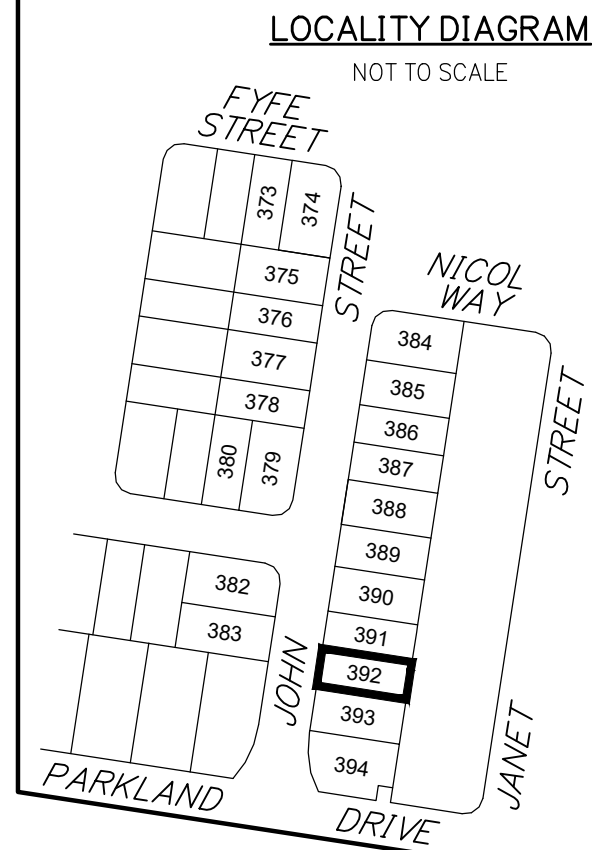 LOCALITY DIAGRAM
NOT TO SCALE
FYFE
STREET
373
374
375
376
377
378
380
379
STREET
NICOL
WAY
384
385
386
387
388
389
390
391
392
393
394
STREET
382
383
JOHN
JANET
PARKLAND
DRIVE